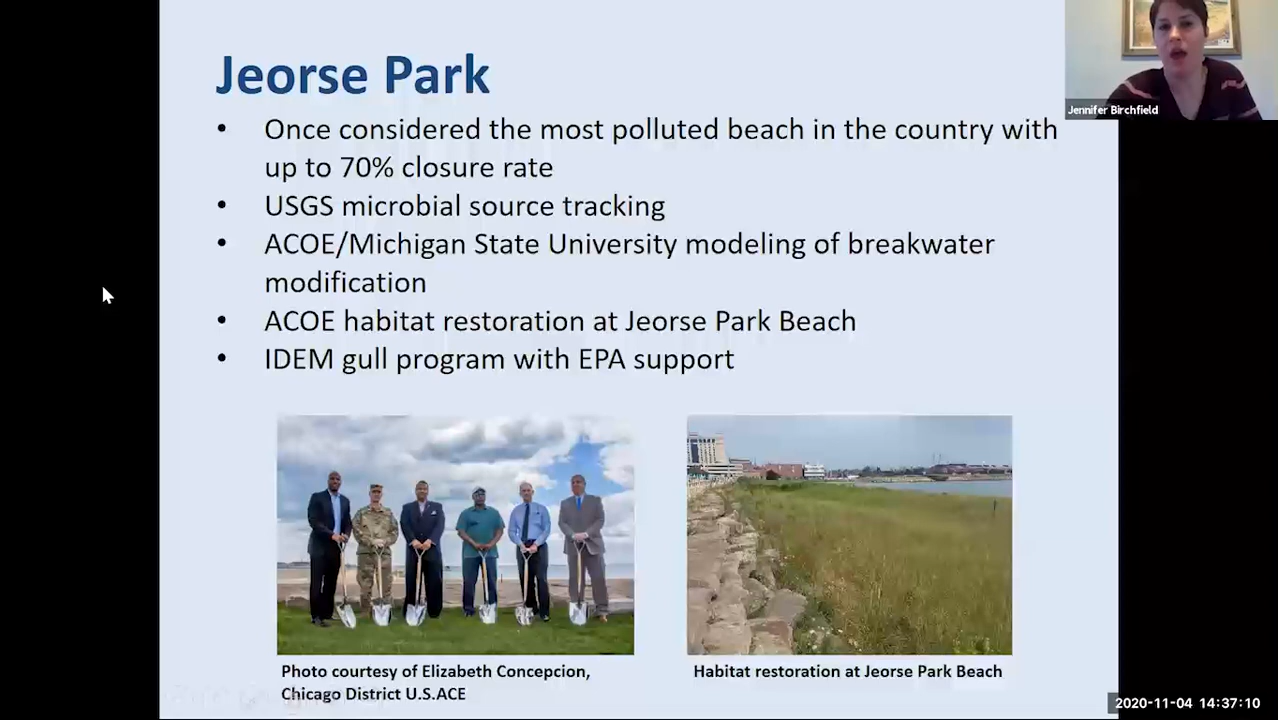 Jeorse Park
• Once considered the most polluted beach in the country with
up to 70% closure rate
• USGS microbial source tracking
• ACOE/Michigan State University modeling of breakwater
modification
• ACOE habitat restoration at Jeorse Park Beach
• IDEM gull program with EPA support
Photo courtesy of Elizabeth Concepcion,
Chicago District U.S.ACE
Habitat restoration at Jeorse Park Beach
Jennifer Birchfield
2020-11-04 14:37:10